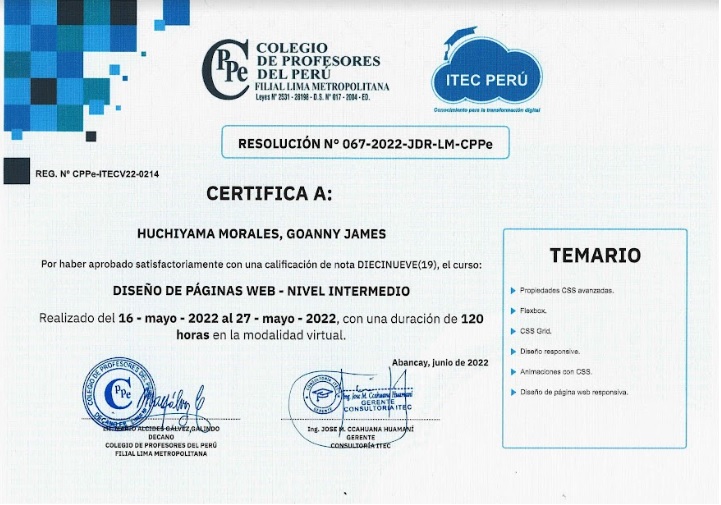 CPPe COLEGIO
DE PROFESORES
DEL PERÚ
FILIAL LIMA METROPOLITANA
Leyes N° 2531 - 28198 - D.S. N° 017 - 2004 - ED.
ITEC PERÚ
Conocimiento para la transformación digital
RESOLUCIÓN N° 067-2022-JDR-LM-CPPe
REG. N° CPPe-ITECV22-0214
CERTIFICA A:
HUCHIYAMA MORALES, GOANNY JAMES
Por haber aprobado satisfactoriamente con una calificación de nota DIECINUEVE(19), el curso:
DISEÑO DE PÁGINAS WEB - NIVEL INTERMEDIO
Realizado del 16 - mayo - 2022 al 27 - mayo - 2022, con una duración de 120
horas en la modalidad virtual.
Abancay, junio de 2022
TEMARIO
Propiedades CSS avanzadas.
Flexbox.
CSS Grid.
Diseño responsiva.
Animaciones con CSS.
Diseño de página web responsiva.
COLEGIO DE PROFESORES DEL
CPPe
DECANO
ALCIDES GÁLVEZ GALINDO
DECANO
COLEGIO DE PROFESORES DEL PERÚ
FILIAL LIMA METROPOLITANA
CONSULTORÍA ITEC
GERENTE
Ing. Jose M. Ccahuana Huamani
GERENTE
CONSULTORIA ITEC
Ing. JOSE M. CCAHUANA HUAMANÍ
GERENTE
CONSULTORÍA ITEC